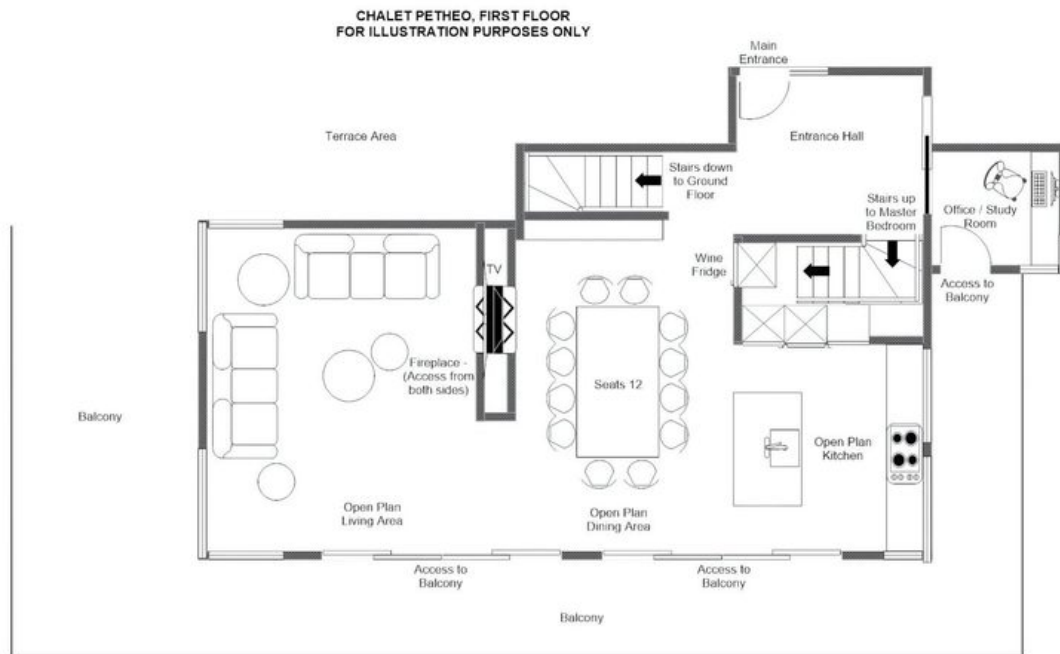 CHALET PETHEO, FIRST FLOOR
FOR ILLUSTRATION PURPOSES ONLY
Main
Entrance
Terrace Area
Entrance Hall
Stairs down
to Ground
Floor
Stairs up
to Master
Bedroom
Office / Study
Room
Wine
Fridge
TV
Access to
Balcony
Fireplace -
(Access from
both sides)
Seats 12
Balcony
Open Plan
Kitchen
Open Plan
Living Area
Open Plan
Dining Area
Access to
Balcony
Access to
Balcony
Balcony